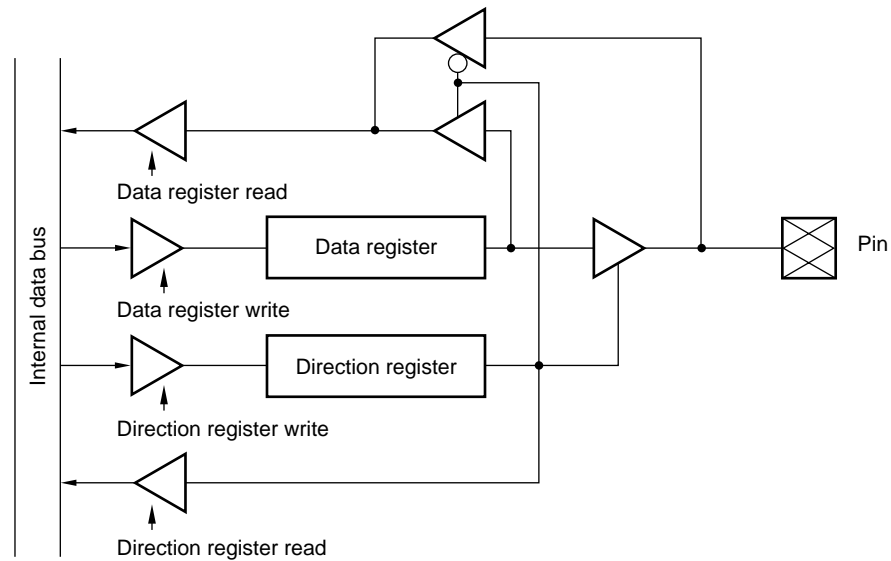 Internal data bus
Data register read
Data register
Pin
Data register write
Direction register
Direction register write
Direction register read